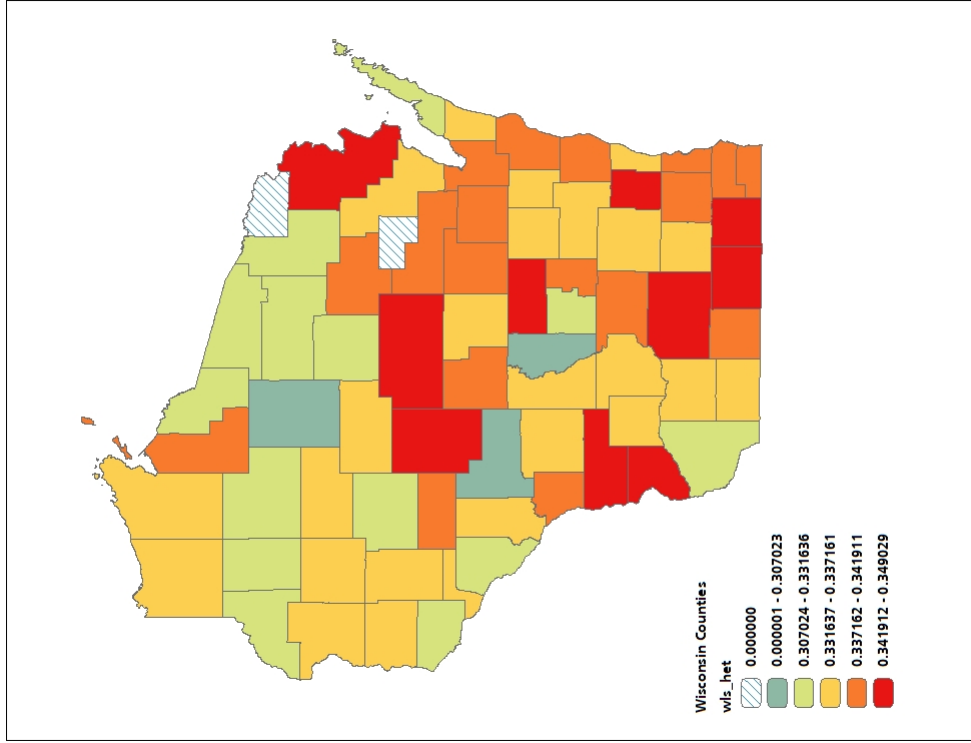 Wisconsin Counties
wls_het
0.000000
0.000001 - 0.307023
0.307024 - 0.331636
0.331637 - 0.337161
0.337162 - 0.341911
0.341912 - 0.349029